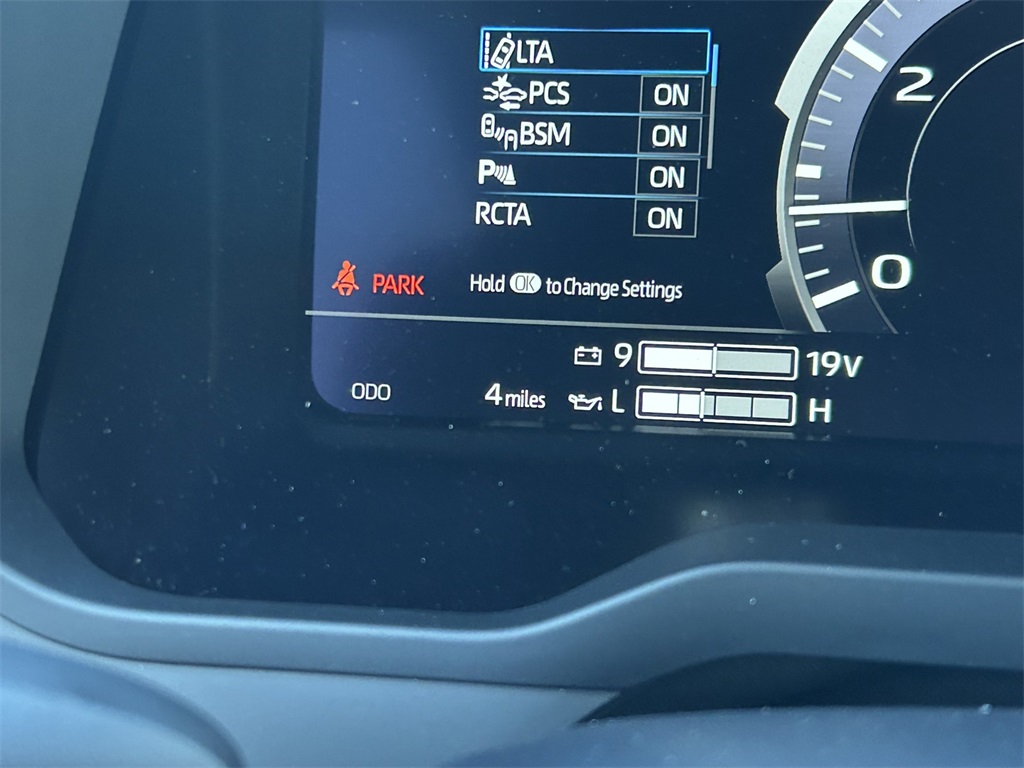 LTA
PCS ON
BSM ON
P ON
RCTA ON
PARK
Hold OK to Change Settings
9 19V
ODO 4 miles L H
2
0